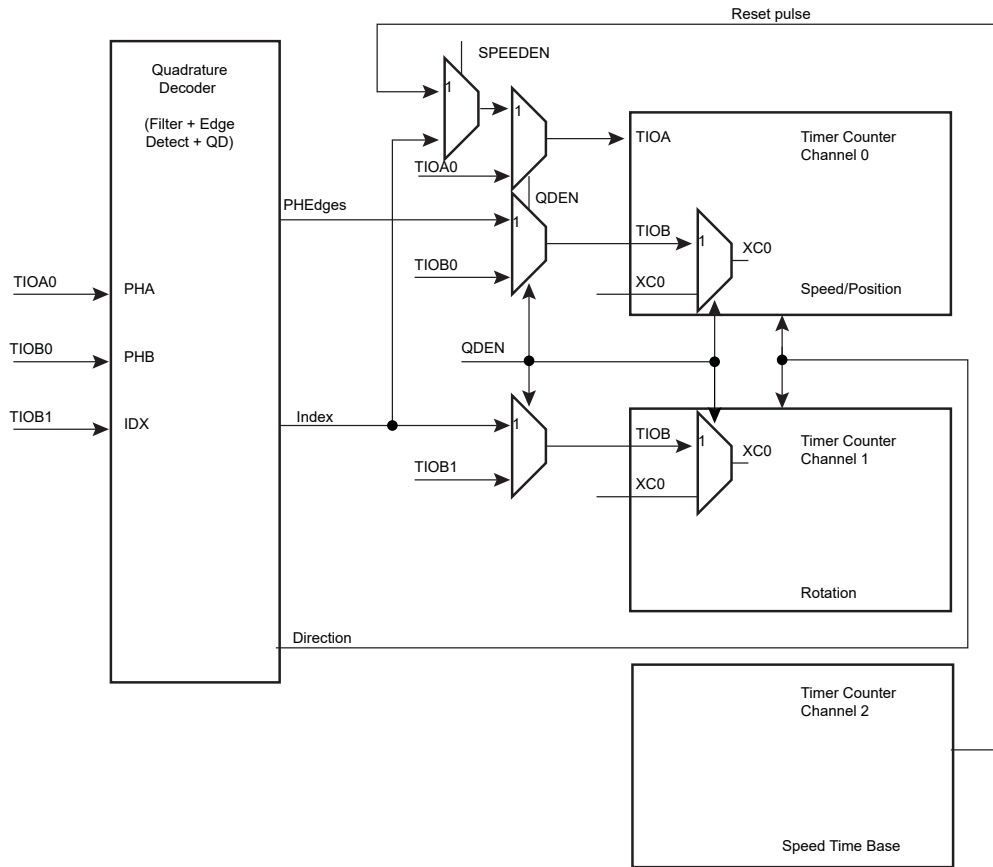 Reset pulse
SPEEDEN
Quadrature
Decoder
(Filter + Edge
Detect + QD)
1
1
TIOA
Timer Counter
Channel 0
TIOA0
QDEN
PHEdges
1
TIOB
1
XC0
TIOB0
XC0
Speed/Position
TIOA0
PHA
TIOB0
PHB
QDEN
TIOB1
IDX
Index
1
TIOB
1
XC0
Timer Counter
Channel 1
TIOB1
XC0
Rotation
Direction
Timer Counter
Channel 2
Speed Time Base